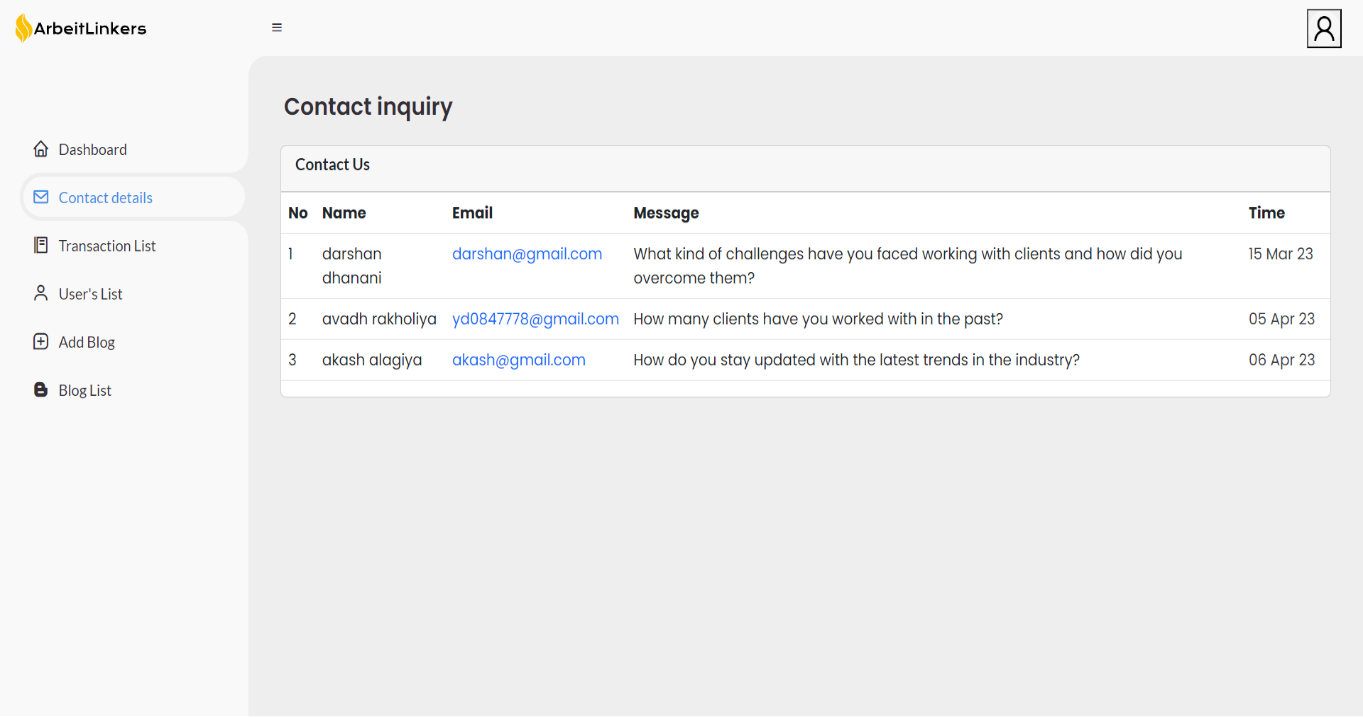 ArbeitLinkers
Contact inquiry
Dashboard
Contact details
Transaction List
User's List
Add Blog
Blog List
Contact Us
No Name Email Message Time
1 darshan dhanani darshan@gmail.com What kind of challenges have you faced working with clients and how did you overcome them? 15 Mar 23
2 avadh rakholiya yd0847778@gmail.com How many clients have you worked with in the past? 05 Apr 23
3 akash alagiya akash@gmail.com How do you stay updated with the latest trends in the industry? 06 Apr 23